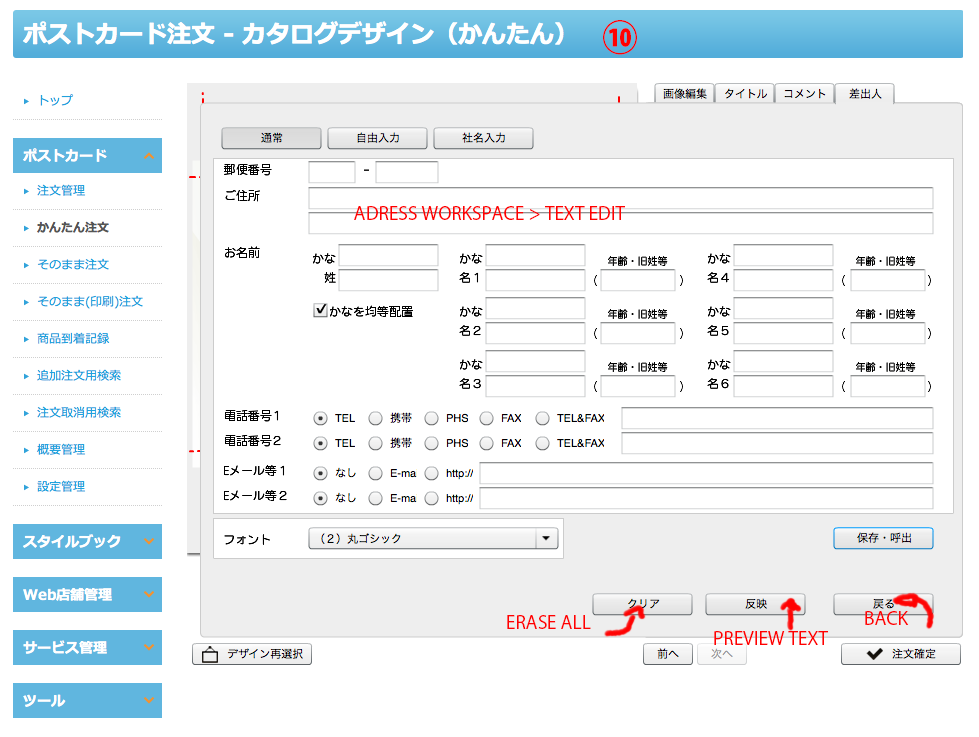 ポストカード注文 - カタログデザイン（かんたん） 10
トップ
ポストカード
注文管理
かんたん注文
そのまま注文
そのまま(印刷)注文
商品到着記録
追加注文用検索
注文取消用検索
概要管理
設定管理
スタイルブック
Web店舗管理
サービス管理
ツール
画像編集 タイトル コメント 差出人
通常 自由入力 社名入力
郵便番号 -
ご住所
ADRESS WORKSPACE > TEXT EDIT
お名前
かな かな 年齢・旧姓等 かな 年齢・旧姓等
姓 名1 ( ) 名4 ( )
かなを均等配置 かな 年齢・旧姓等 かな 年齢・旧姓等
名2 ( ) 名5 ( )
かな 年齢・旧姓等 かな 年齢・旧姓等
名3 ( ) 名6 ( )
電話番号1 TEL 携帯 PHS FAX TEL&FAX
電話番号2 TEL 携帯 PHS FAX TEL&FAX
Eメール等1 なし E-ma http://
Eメール等2 なし E-ma http://
フォント （2）丸ゴシック 保存・呼出
クリア 反映 戻る
ERASE ALL PREVIEW TEXT BACK
デザイン再選択 前へ 次へ 注文確定